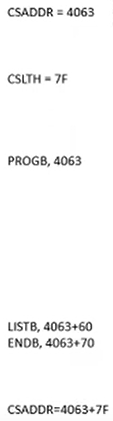 CSADDR = 4063
CSLTH = 7F
PROGB, 4063
LISTB, 4063+60
ENDB, 4063+70
CSADDR=4063+7F